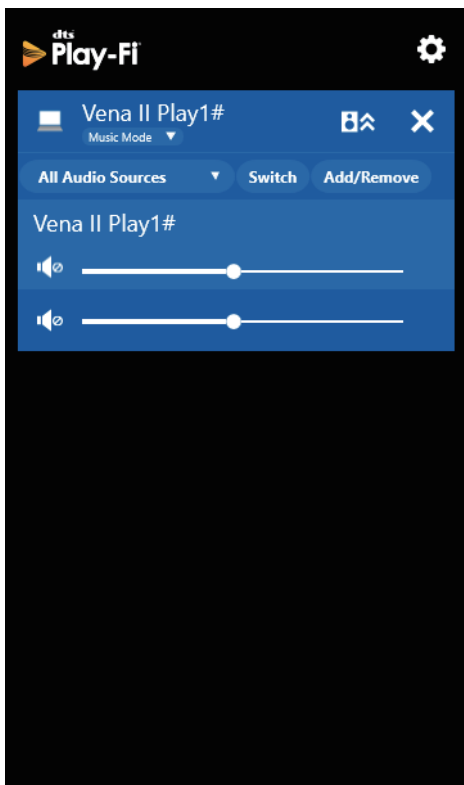 dts
Play-Fi
Vena II Play1#
Music Mode ▼
All Audio Sources ▼ Switch Add/Remove
Vena II Play1#